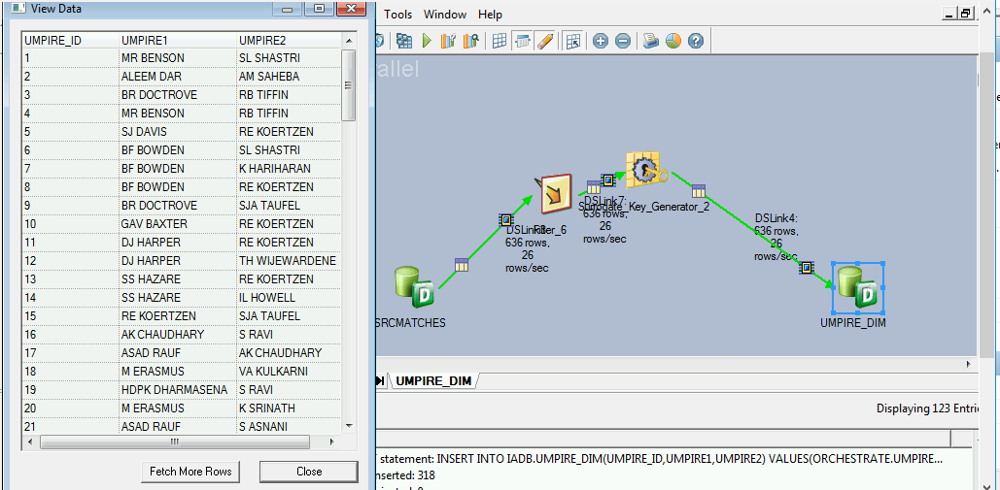 View Data
UMPIRE_ID UMPIRE1 UMPIRE2
1 MR BENSON SL SHASTRI
2 ALEEM DAR AM SAHEBA
3 BR DOCTROVE RB TIFFIN
4 MR BENSON RB TIFFIN
5 SJ DAVIS RE KOERTZEN
6 BF BOWDEN SL SHASTRI
7 BF BOWDEN K HARIHARAN
8 BF BOWDEN RE KOERTZEN
9 BR DOCTROVE SJA TAUFEL
10 GAV BAXTER RE KOERTZEN
11 DJ HARPER RE KOERTZEN
12 DJ HARPER TH WIJEWARDENE
13 SS HAZARE RE KOERTZEN
14 SS HAZARE IL HOWELL
15 RE KOERTZEN SJA TAUFEL
16 AK CHAUDHARY S RAVI
17 ASAD RAUF AK CHAUDHARY
18 M ERASMUS VA KULKARNI
19 HDPK DHARMASENA S RAVI
20 M ERASMUS K SRINATH
21 ASAD RAUF S ASNANI
Fetch More Rows Close
Tools Window Help
allel
SRCMATCHES
636 rows,
26
rows/sec
Surrogate_Key_Generator_2
DSLink7:
636 rows,
26
rows/sec
DSLink4:
636 rows,
26
rows/sec
UMPIRE_DIM
UMPIRE_DIM
Displaying 123 Entrie
statement: INSERT INTO IADB.UMPIRE_DIM(UMPIRE_ID,UMPIRE1,UMPIRE2) VALUES(ORCHESTRATE.UMPIRE...
nserted: 318